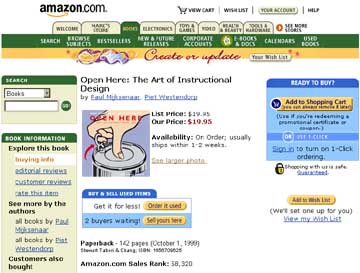 amazon.com.
VIEW CART | WISH LIST | YOUR ACCOUNT | HELP
WELCOME
STORE
BOOKS
ELECTRONICS
TOYS & GAMES
VIDEO
HEALTH & BEAUTY
TOOLS & HARDWARE
SEE MORE STORES
SEARCH
BROWSE SUBJECTS
BESTSELLERS
NEW & FUTURE RELEASES
CORPORATE ACCOUNTS
E-BOOKS & DOCS
CALENDARS
USED BOOKS
Create or update Your Wish List
SEARCH
Books
GO!
BOOK INFORMATION
Explore this book
buying info
editorial reviews
customer reviews
rate this item
See more by the authors
all books by Paul Mijksenaar
all books by Piet Westendorp
Customers also bought
Open Here: The Art of Instructional Design
by Paul Mijksenaar, Piet Westendorp
OPEN HERE
List Price: $19.95
Our Price: $19.95
Availability: On Order; usually ships within 1-2 weeks.
See larger photo
BUY & SELL USED ITEMS
Get it for less! Order it used
2 buyers waiting! Sell yours here
Paperback - 142 pages (October 1, 1999)
Stewart Tabori & Chang; ISBN: 1556709625
Amazon.com Sales Rank: 38,320
READY TO BUY?
Add to Shopping Cart
(you can always remove it later)
(Use if you're redeeming a promotional certificate or coupon.)
OR USE 1-CLICK
Sign in to turn on 1-Click ordering.
Shopping with us is safe. Guaranteed.
Add to Wish List
(We'll set one up for you)
View my Wish List